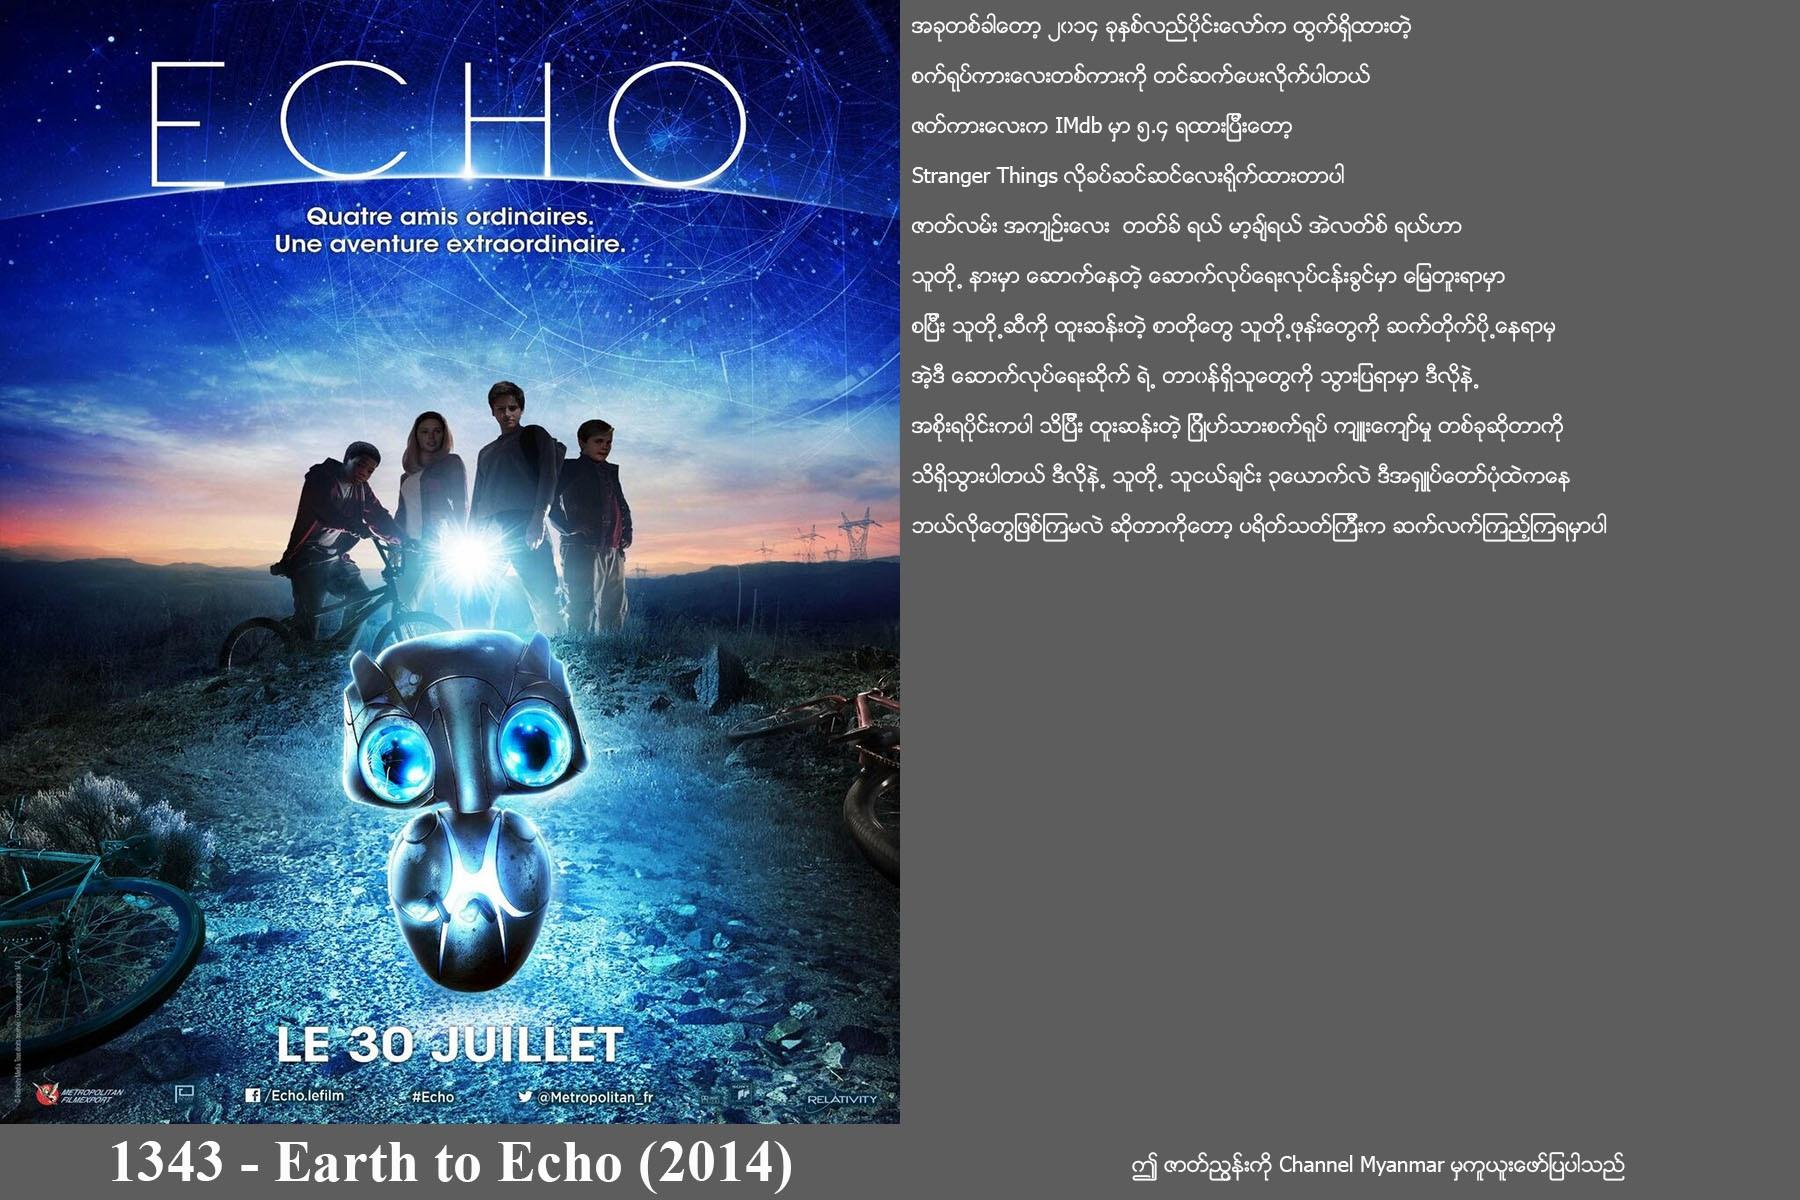 ECHO
Quatre amis ordinaires.
Une aventure extraordinaire.
LE 30 JUILLET
METROPOLITAN
FILMEXPORT
/Echo.lefilm
#Echo
@Metropolitan_fr
RELATIVITY
1343 - Earth to Echo (2014)
အခုတစ်ခါတော့ ၂၀၁၄ ခုနှစ်လည်ပိုင်းလော်က ထွက်ရှိထားတဲ့
စက်ရုပ်ကားလေးတစ်ကားကို တင်ဆက်ပေးလိုက်ပါတယ်
ဇတ်ကားလေးက IMdb မှာ ၅.၄ ရထားပြီးတော့
Stranger Things လိုခပ်ဆင်ဆင်လေးရိုက်ထားတာပါ
ဇာတ်လမ်း အကျဉ်းလေး တတ်ခ် ရယ် မာ့ချ်ရယ် အဲလတ်စ် ရယ်ဟာ
သူတို့ နားမှာ ဆောက်နေတဲ့ ဆောက်လုပ်ရေးလုပ်ငန်းခွင်မှာ မြေတူးရာမှာ
စပြီး သူတို့ဆီကို ထူးဆန်းတဲ့ စာတိုတွေ သူတို့ဖုန်းတွေကို ဆက်တိုက်ပို့နေရာမှ
အဲ့ဒီ ဆောက်လုပ်ရေးဆိုက် ရဲ့ တာ၀န်ရှိသူတွေကို သွားပြရာမှာ ဒီလိုနဲ့
အစိုးရပိုင်းကပါ သိပြီး ထူးဆန်းတဲ့ ဂြိုဟ်သားစက်ရုပ် ကျူးကျော်မှု တစ်ခုဆိုတာကို
သိရှိသွားပါတယ် ဒီလိုနဲ့ သူတို့ သူငယ်ချင်း ၃ယောက်လဲ ဒီအရှုပ်တော်ပုံထဲကနေ
ဘယ်လိုတွေဖြစ်ကြမလဲ ဆိုတာကိုတော့ ပရိတ်သတ်ကြီးက ဆက်လက်ကြည့်ကြရမှာပါ
ဤ ဇာတ်ညွှန်းကို Channel Myanmar မှကူယူးဖော်ပြပါသည်